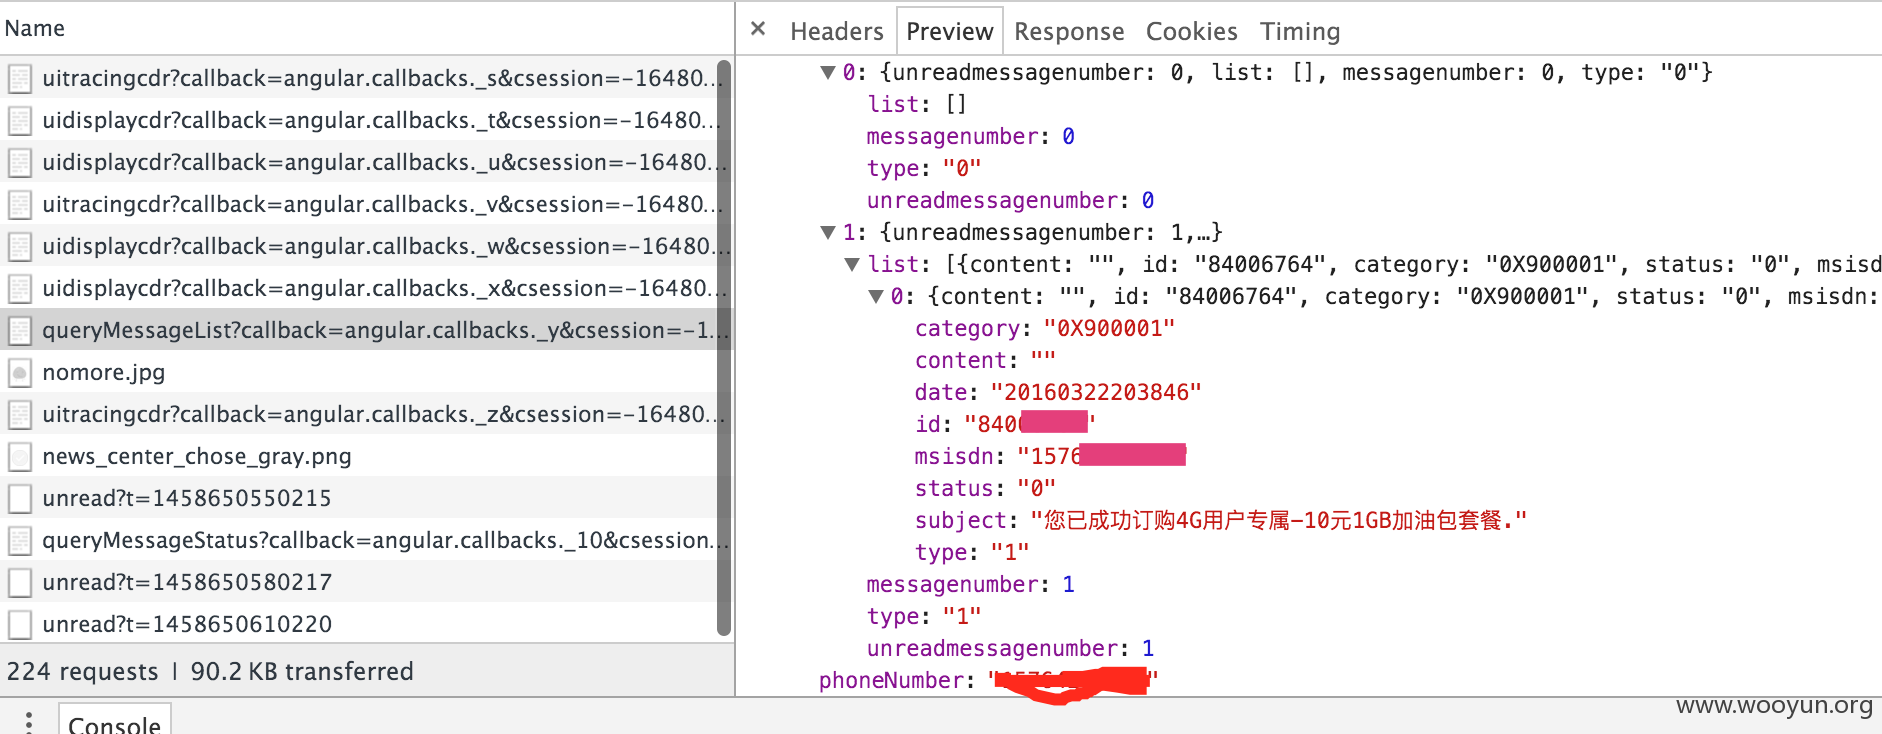 Name
uitracingcdr?callback=angular.callbacks._s&csession=-16480...
uidisplaycdr?callback=angular.callbacks._t&csession=-16480...
uidisplaycdr?callback=angular.callbacks._u&csession=-16480...
uitracingcdr?callback=angular.callbacks._v&csession=-16480...
uidisplaycdr?callback=angular.callbacks._w&csession=-16480...
uidisplaycdr?callback=angular.callbacks._x&csession=-16480...
queryMessageList?callback=angular.callbacks._y&csession=-1...
nomore.jpg
uitracingcdr?callback=angular.callbacks._z&csession=-16480...
news_center_chose_gray.png
unread?t=1458650550215
queryMessageStatus?callback=angular.callbacks._10&csession...
unread?t=1458650580217
unread?t=1458650610220
224 requests | 90.2 KB transferred
Console
× Headers Preview Response Cookies Timing
▼0: {unreadmessagenumber: 0, list: [], messagenumber: 0, type: "0"}
list: []
messagenumber: 0
type: "0"
unreadmessagenumber: 0
▼1: {unreadmessagenumber: 1,…}
▼list: [{content: "", id: "84006764", category: "0X900001", status: "0", msisd
▼0: {content: "", id: "84006764", category: "0X900001", status: "0", msisdn:
category: "0X900001"
content: ""
date: "20160322203846"
id: "840
msisdn: "1576
status: "0"
subject: "您已成功订购4G用户专属-10元1GB加油包套餐."
type: "1"
messagenumber: 1
type: "1"
unreadmessagenumber: 1
phoneNumber: "
www.wooyun.org